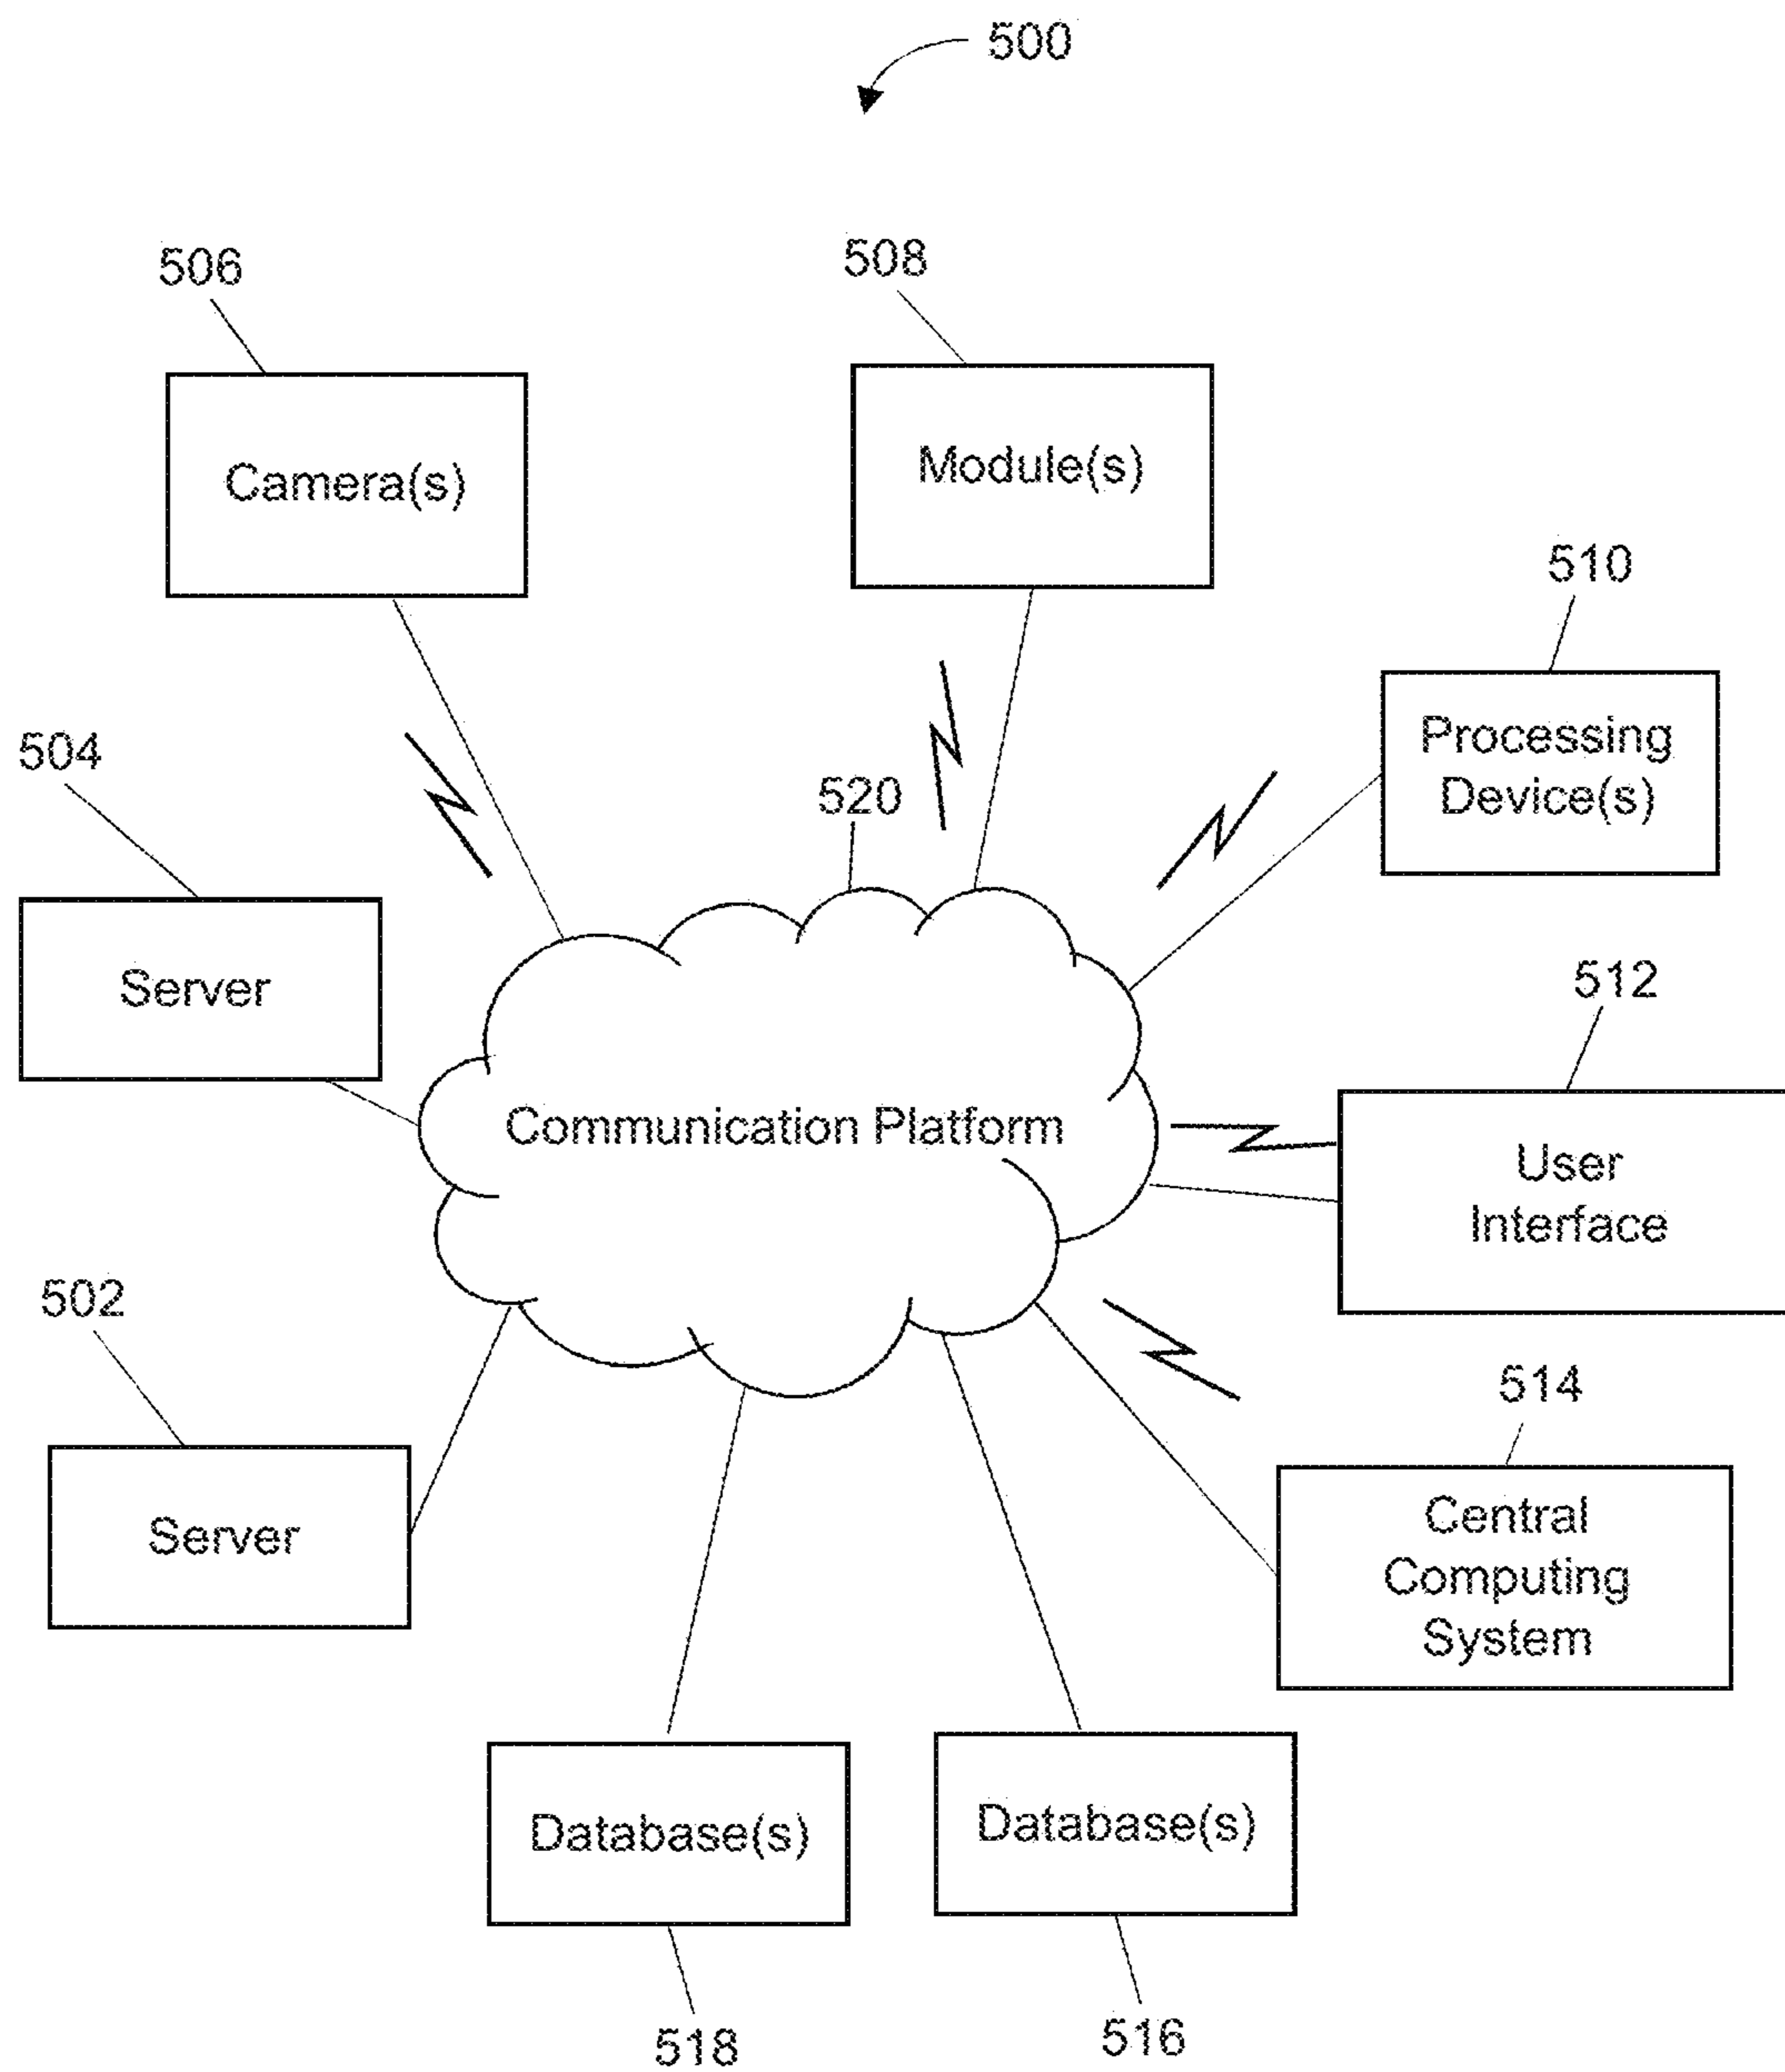 500
506
508
Camera(s)
Module(s)
510
Processing
Device(s)
504
520
Server
512
Communication Platform
User
Interface
502
514
Server
Central
Computing
System
Database(s)
Database(s)
518
516